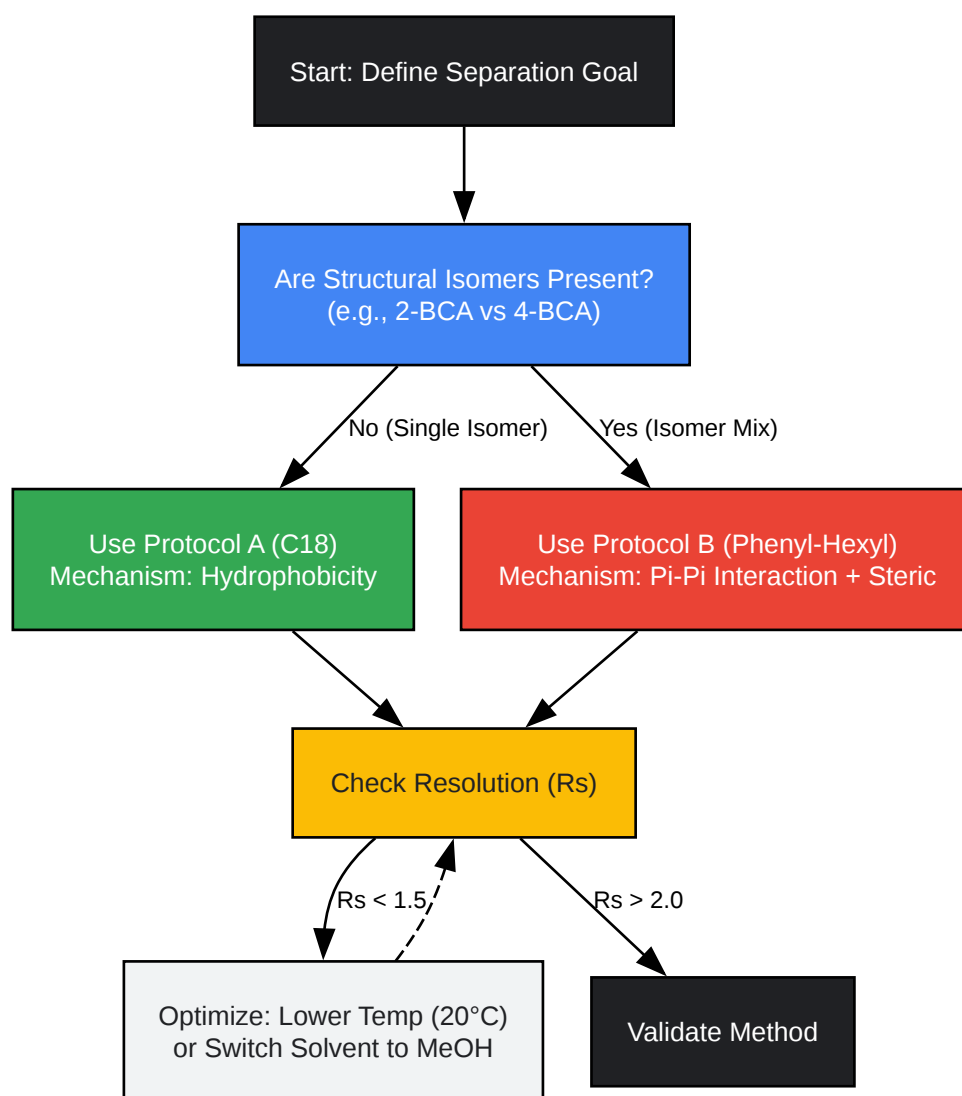 Start: Define Separation Goal
Are Structural Isomers Present?
(e.g., 2-BCA vs 4-BCA)
No (Single Isomer)
Yes (Isomer Mix)
Use Protocol A (C18)
Mechanism: Hydrophobicity
Use Protocol B (Phenyl-Hexyl)
Mechanism: Pi-Pi Interaction + Steric
Check Resolution (Rs)
Rs < 1.5
Rs > 2.0
Optimize: Lower Temp (20°C)
or Switch Solvent to MeOH
Validate Method